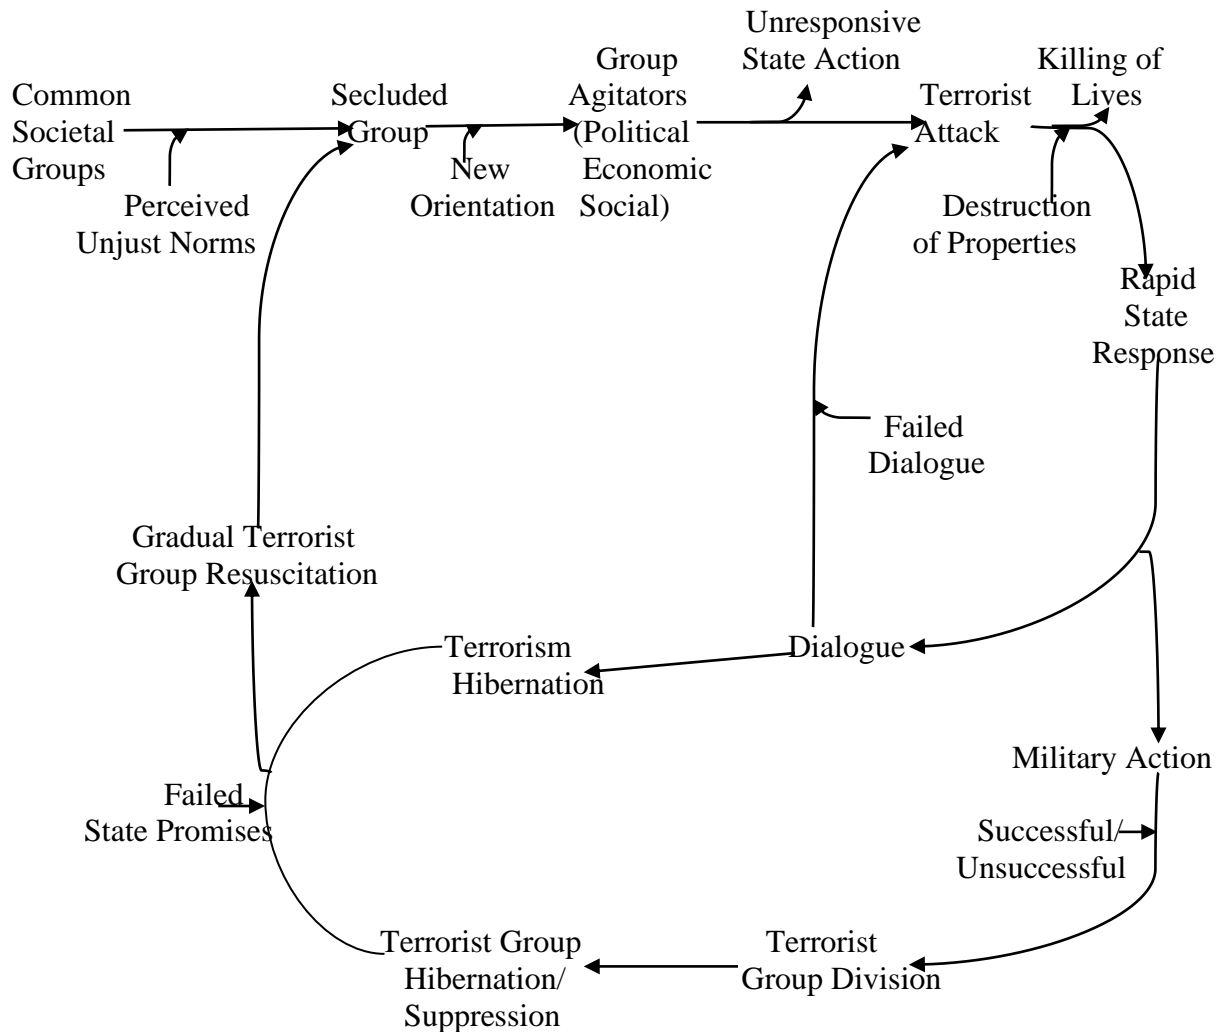 Common
Societal
Groups
Perceived
Unjust Norms
Secluded
Group
New
Orientation
Group
Agitators
(Political
Economic
Social)
Unresponsive
State Action
Terrorist
Attack
Killing of
Lives
Destruction
of Properties
Rapid
State
Response
Failed
Dialogue
Gradual Terrorist
Group Resuscitation
Terrorism
Hibernation
Dialogue
Military Action
Failed
State Promises
Successful/
Unsuccessful
Terrorist Group
Hibernation/
Suppression
Terrorist
Group Division